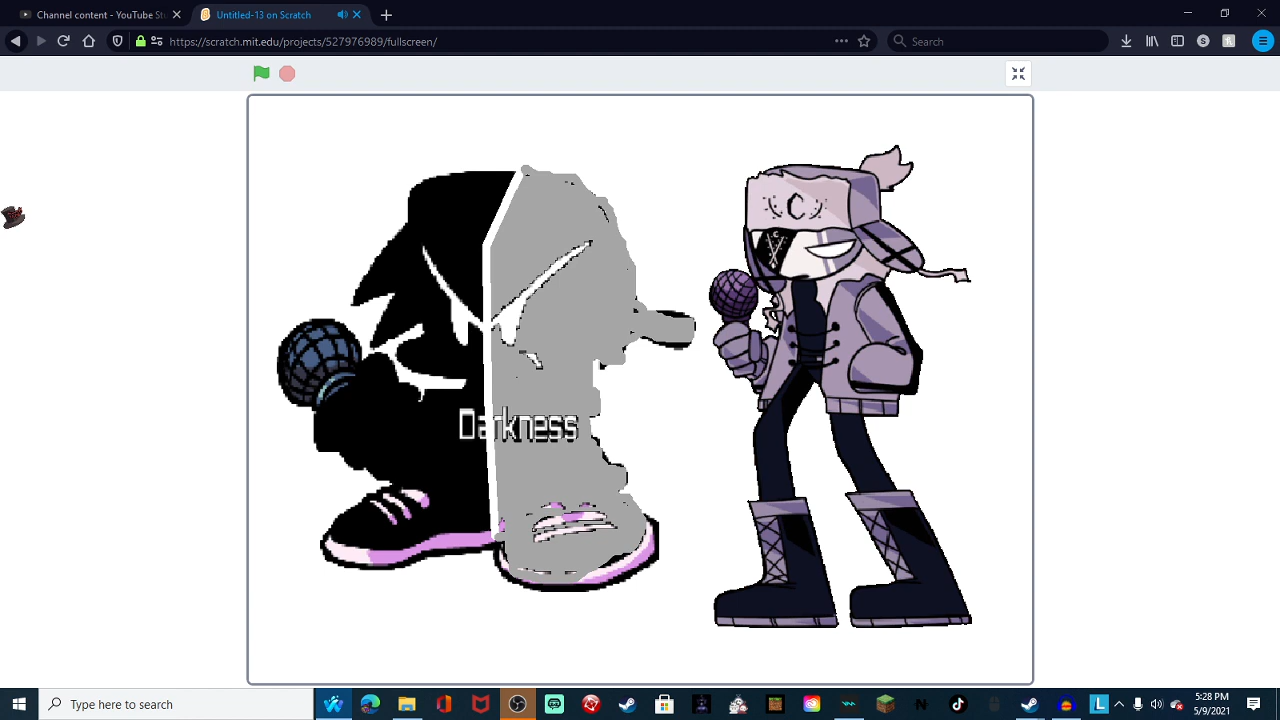 Channel content - YouTube St
Untitled-13 on Scratch
https://scratch.mit.edu/projects/527976989/fullscreen/
Search
C
Darkness
Type here to search
5:28 PM
5/9/2021